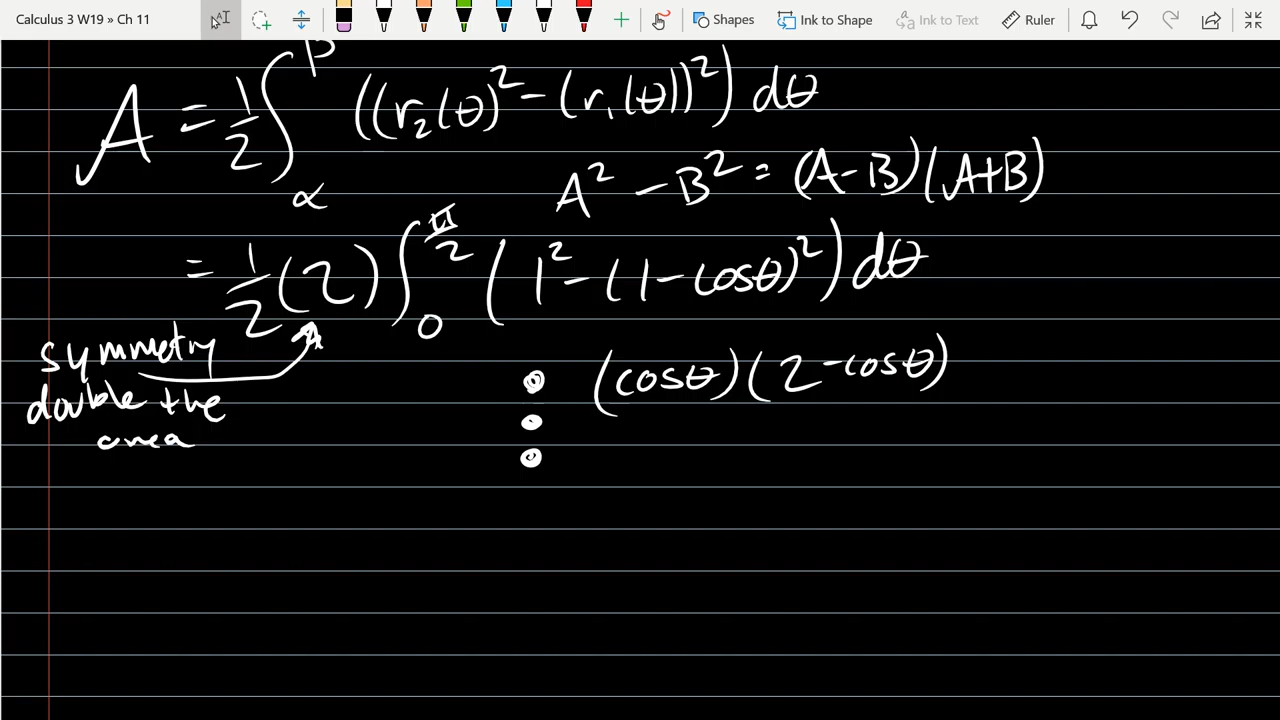 Calculus 3 W19 » Ch 11
Shapes
Ink to Shape
Ink to Text
Ruler
A = 1/2 ∫_α^β ((r₂(θ)² - (r₁(θ))²) dθ
A² - B² = (A-B)(A+B)
= 1/2 (2) ∫_0^{π/2} (1² - (1 - cosθ)²) dθ
symmetry
double the
area
(cosθ)(2 - cosθ)